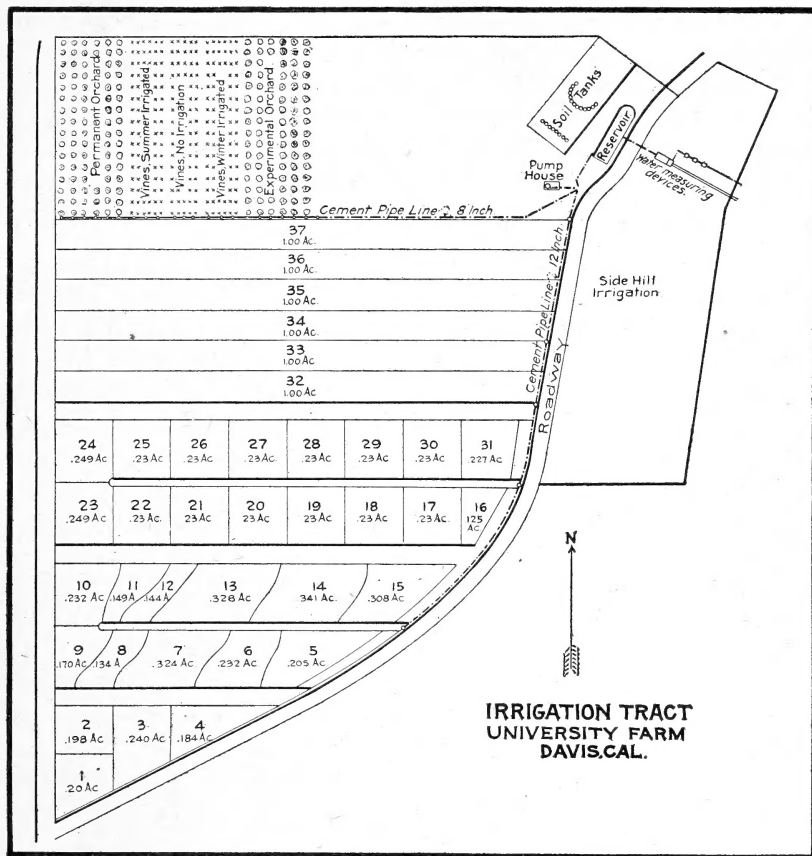 Permanant Orchard
Vines, Summer Irrigated
Vines, No Irrigation
Vines, Winter Irrigated
Experimental Orchard
Soil Tanks
Reservoir
Pump
House
Water measuring
devices.
Cement Pipe Line 8 Inch
Cement Pipe Line 12 Inch
Roadway
Side Hill
Irrigation
37
1.00 Ac.
36
1.00 Ac.
35
1.00 Ac.
34
1.00 Ac.
33
1.00 Ac
32
1.00 Ac.
24 25 26 27 28 29 30 31
.249 Ac .23 Ac .23 Ac. .23 Ac. .23 Ac. .23 Ac. .23 Ac .227 Ac
23 22 21 20 19 18 17 16
.249 Ac .23 Ac. 23 Ac 23 Ac. 23 Ac .23 Ac .23 Ac. 125
Ac.
10 11 12 13 14 15
.232 Ac .149 A .144 A .328 Ac 341 Ac. .308 Ac
9 8 7 6 5
.170 Ac .134 A .324 Ac .232 Ac .205 Ac
2 3 4
.198 Ac .240 Ac .184 Ac
1
.20 Ac
N
IRRIGATION TRACT
UNIVERSITY FARM
DAVIS, CAL.